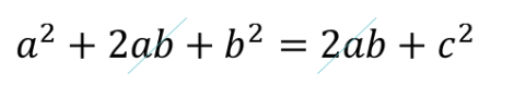 a² + 2ab + b² = 2ab + c²